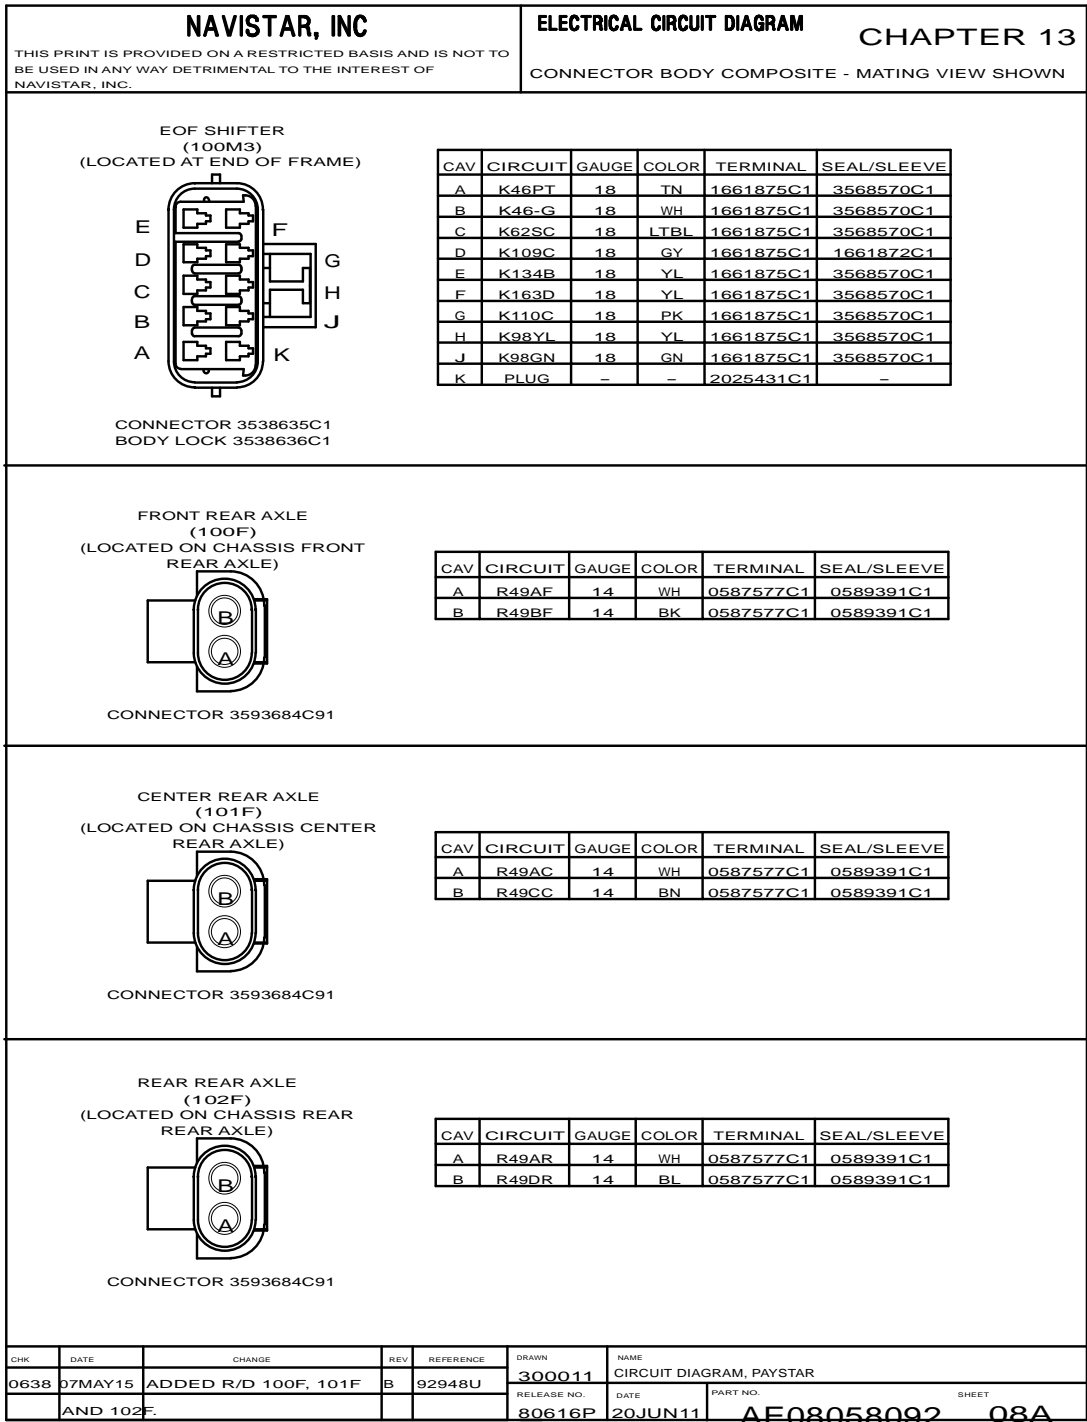 NAVISTAR, INC
THIS PRINT IS PROVIDED ON A RESTRICTED BASIS AND IS NOT TO
BE USED IN ANY WAY DETRIMENTAL TO THE INTEREST OF
NAVISTAR, INC.
ELECTRICAL CIRCUIT DIAGRAM
CHAPTER 13
CONNECTOR BODY COMPOSITE - MATING VIEW SHOWN
EOF SHIFTER
(100M3)
(LOCATED AT END OF FRAME)
E
F
D
G
C
H
B
J
A
K
CONNECTOR 3538635C1
BODY LOCK 3538636C1
CAV CIRCUIT GAUGE COLOR TERMINAL SEAL/SLEEVE
A K46PT 18 TN 1661875C1 3568570C1
B K46-G 18 WH 1661875C1 3568570C1
C K62SC 18 LTBL 1661875C1 3568570C1
D K109C 18 GY 1661875C1 1661872C1
E K134B 18 YL 1661875C1 3568570C1
F K163D 18 YL 1661875C1 3568570C1
G K110C 18 PK 1661875C1 3568570C1
H K98YL 18 YL 1661875C1 3568570C1
J K98GN 18 GN 1661875C1 3568570C1
K PLUG – – 2025431C1 –
FRONT REAR AXLE
(100F)
(LOCATED ON CHASSIS FRONT
REAR AXLE)
B
A
CONNECTOR 3593684C91
CAV CIRCUIT GAUGE COLOR TERMINAL SEAL/SLEEVE
A R49AF 14 WH 0587577C1 0589391C1
B R49BF 14 BK 0587577C1 0589391C1
CENTER REAR AXLE
(101F)
(LOCATED ON CHASSIS CENTER
REAR AXLE)
B
A
CONNECTOR 3593684C91
CAV CIRCUIT GAUGE COLOR TERMINAL SEAL/SLEEVE
A R49AC 14 WH 0587577C1 0589391C1
B R49CC 14 BN 0587577C1 0589391C1
REAR REAR AXLE
(102F)
(LOCATED ON CHASSIS REAR
REAR AXLE)
B
A
CONNECTOR 3593684C91
CAV CIRCUIT GAUGE COLOR TERMINAL SEAL/SLEEVE
A R49AR 14 WH 0587577C1 0589391C1
B R49DR 14 BL 0587577C1 0589391C1
CHK DATE CHANGE REV REFERENCE
0638 07MAY15 ADDED R/D 100F, 101F B 92948U
AND 102F.
DRAWN
300011
NAME
CIRCUIT DIAGRAM, PAYSTAR
RELEASE NO.
80616P
DATE
20JUN11
PART NO.
AF08058092
SHEET
08A